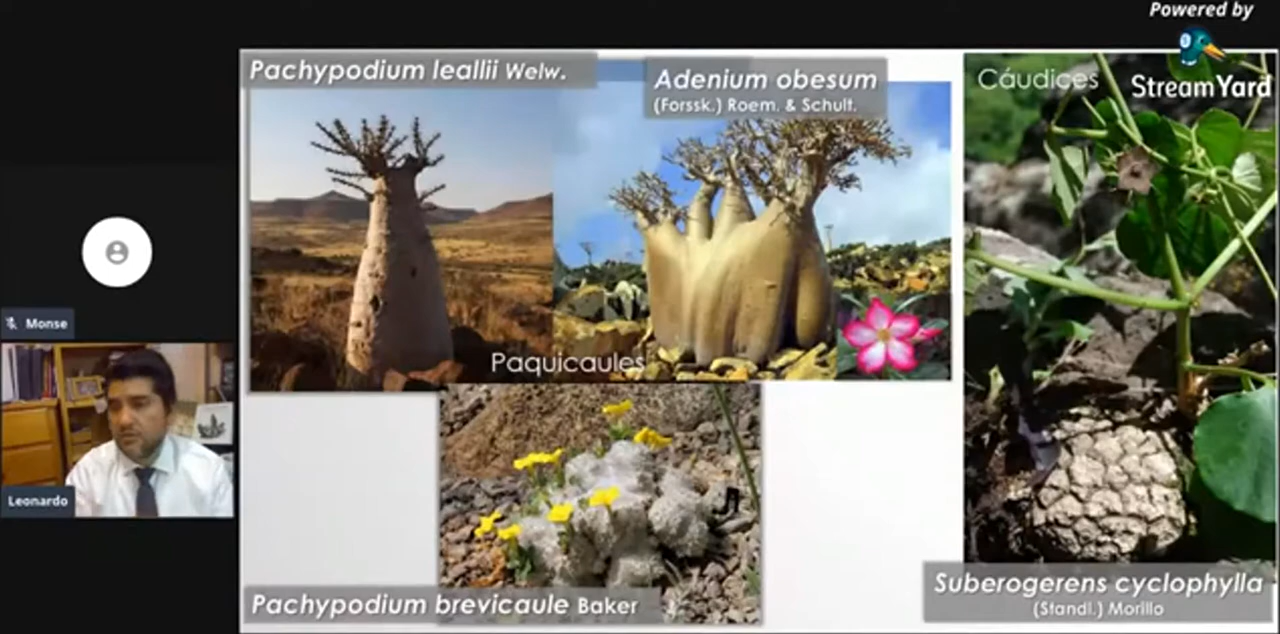 Powered by
StreamYard
Pachypodium leallii Welw.
Adenium obesum
(Forssk.) Roem. & Schult.
Cáudices
Paquicaules
Monse
Leonardo
Pachypodium brevicaule Baker
Suberogerens cyclophylla
(Standl.) Morillo